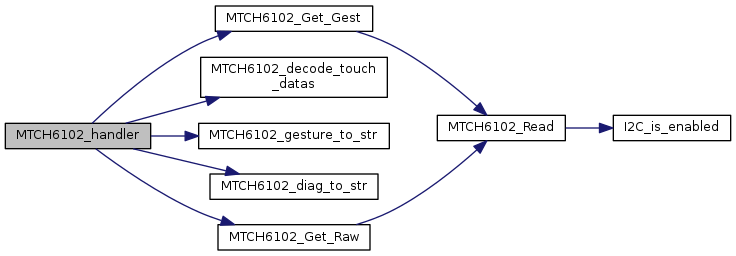 MTCH6102_Get_Gest
MTCH6102_decode_touch
_datas
MTCH6102_handler
MTCH6102_gesture_to_str
MTCH6102_Read
I2C_is_enabled
MTCH6102_diag_to_str
MTCH6102_Get_Raw